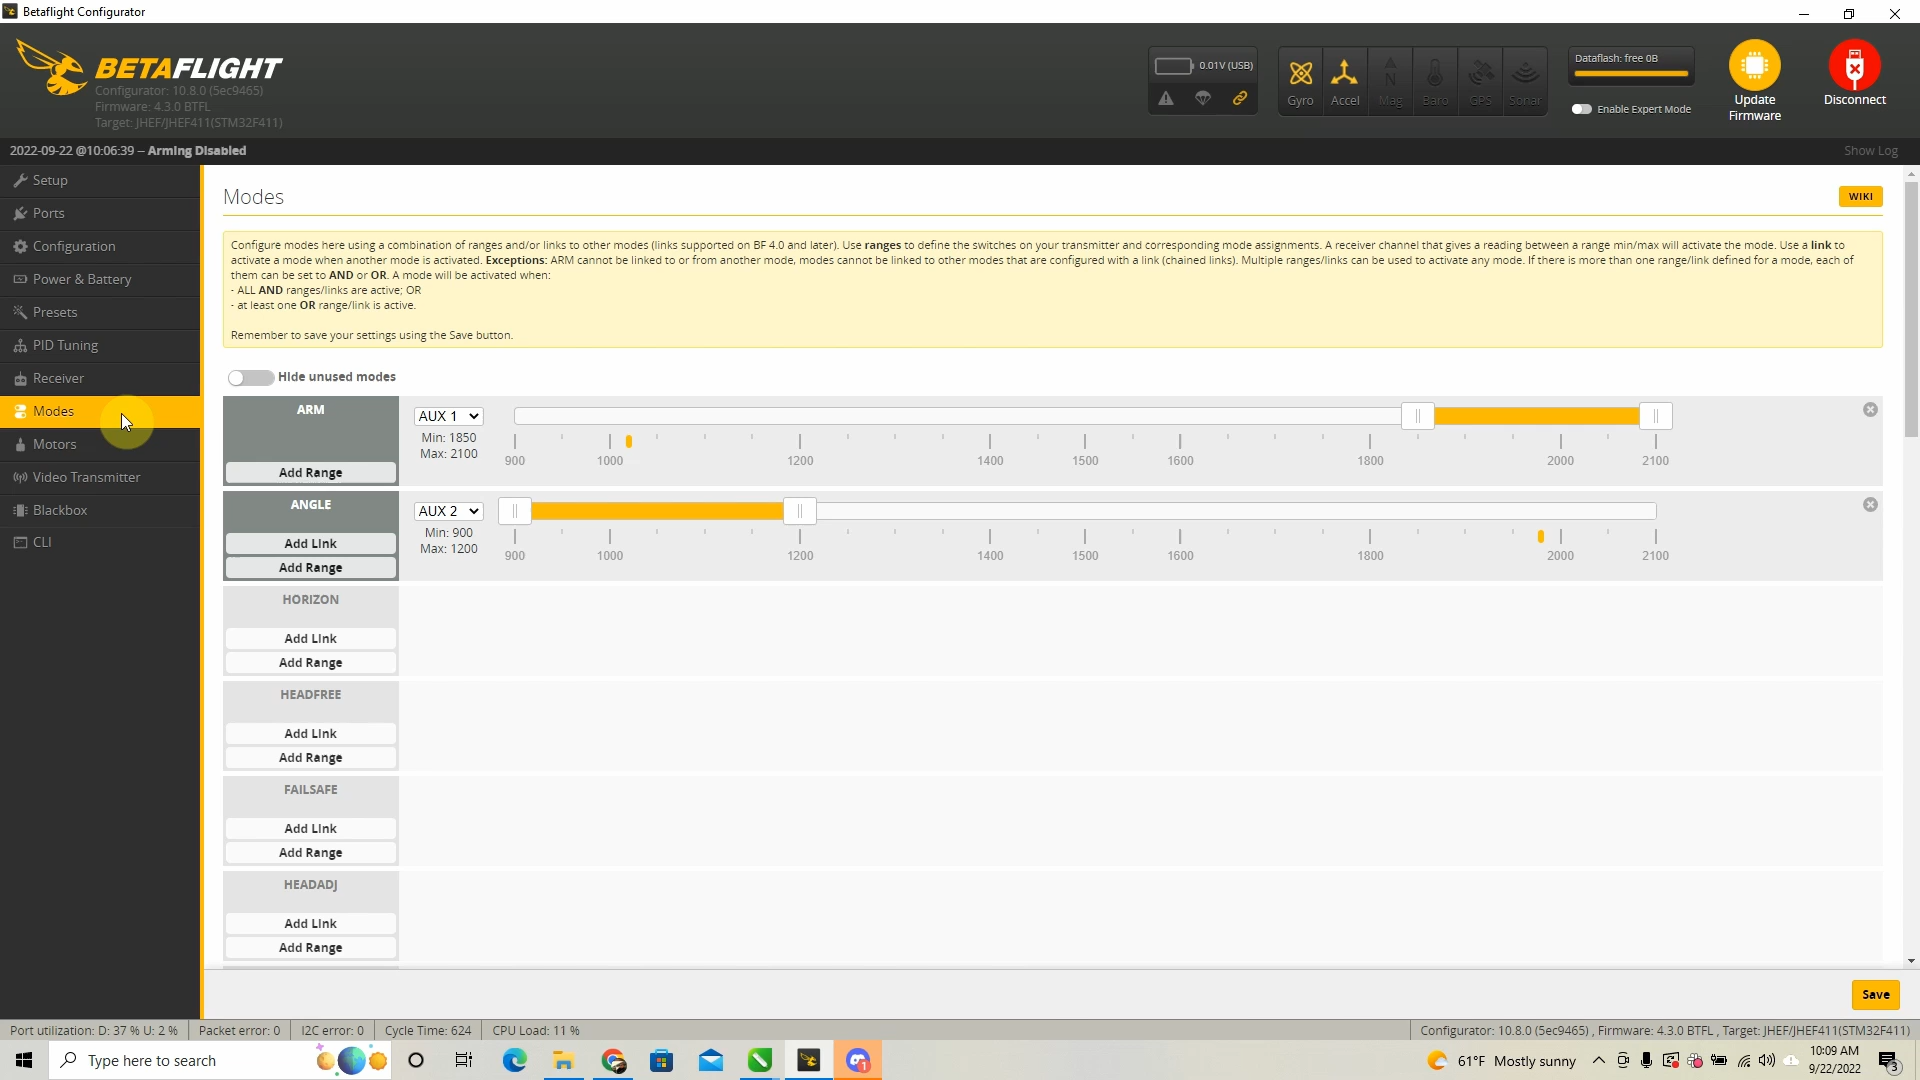 Betaflight Configurator
BETAFLIGHT
Configurator: 10.8.0 (5ec9465)
Firmware: 4.3.0 BTFL
Target: JHEF/JHEF411(STM32F411)
0.01V (USB)
Gyro
Accel
Mag
Baro
GPS
Sonar
Dataflash: free 0B
Enable Expert Mode
Update
Firmware
Disconnect
2022-09-22 @10:06:39 -- Arming Disabled
Show Log
Setup
Ports
Configuration
Power & Battery
Presets
PID Tuning
Receiver
Modes
Motors
Video Transmitter
Blackbox
CLI
Modes
WIKI
Configure modes here using a combination of ranges and/or links to other modes (links supported on BF 4.0 and later). Use ranges to define the switches on your transmitter and corresponding mode assignments. A receiver channel that gives a reading between a range min/max will activate the mode. Use a link to
activate a mode when another mode is activated. Exceptions: ARM cannot be linked to or from another mode, modes cannot be linked to other modes that are configured with a link (chained links). Multiple ranges/links can be used to activate any mode. If there is more than one range/link defined for a mode, each of
them can be set to AND or OR. A mode will be activated when:
- ALL AND ranges/links are active; OR
- at least one OR range/link is active.
Remember to save your settings using the Save button.
Hide unused modes
ARM
Add Range
AUX 1
Min: 1850
Max: 2100
900 1000 1200 1400 1500 1600 1800 2000 2100
ANGLE
Add Link
Add Range
AUX 2
Min: 900
Max: 1200
900 1000 1200 1400 1500 1600 1800 2000 2100
HORIZON
Add Link
Add Range
HEADFREE
Add Link
Add Range
FAILSAFE
Add Link
Add Range
HEADADJ
Add Link
Add Range
Save
Port utilization: D: 37 % U: 2 %
Packet error: 0
I2C error: 0
Cycle Time: 624
CPU Load: 11 %
Configurator: 10.8.0 (5ec9465) , Firmware: 4.3.0 BTFL , Target: JHEF/JHEF411(STM32F411)
Type here to search
1
61°F Mostly sunny
10:09 AM
9/22/2022
3